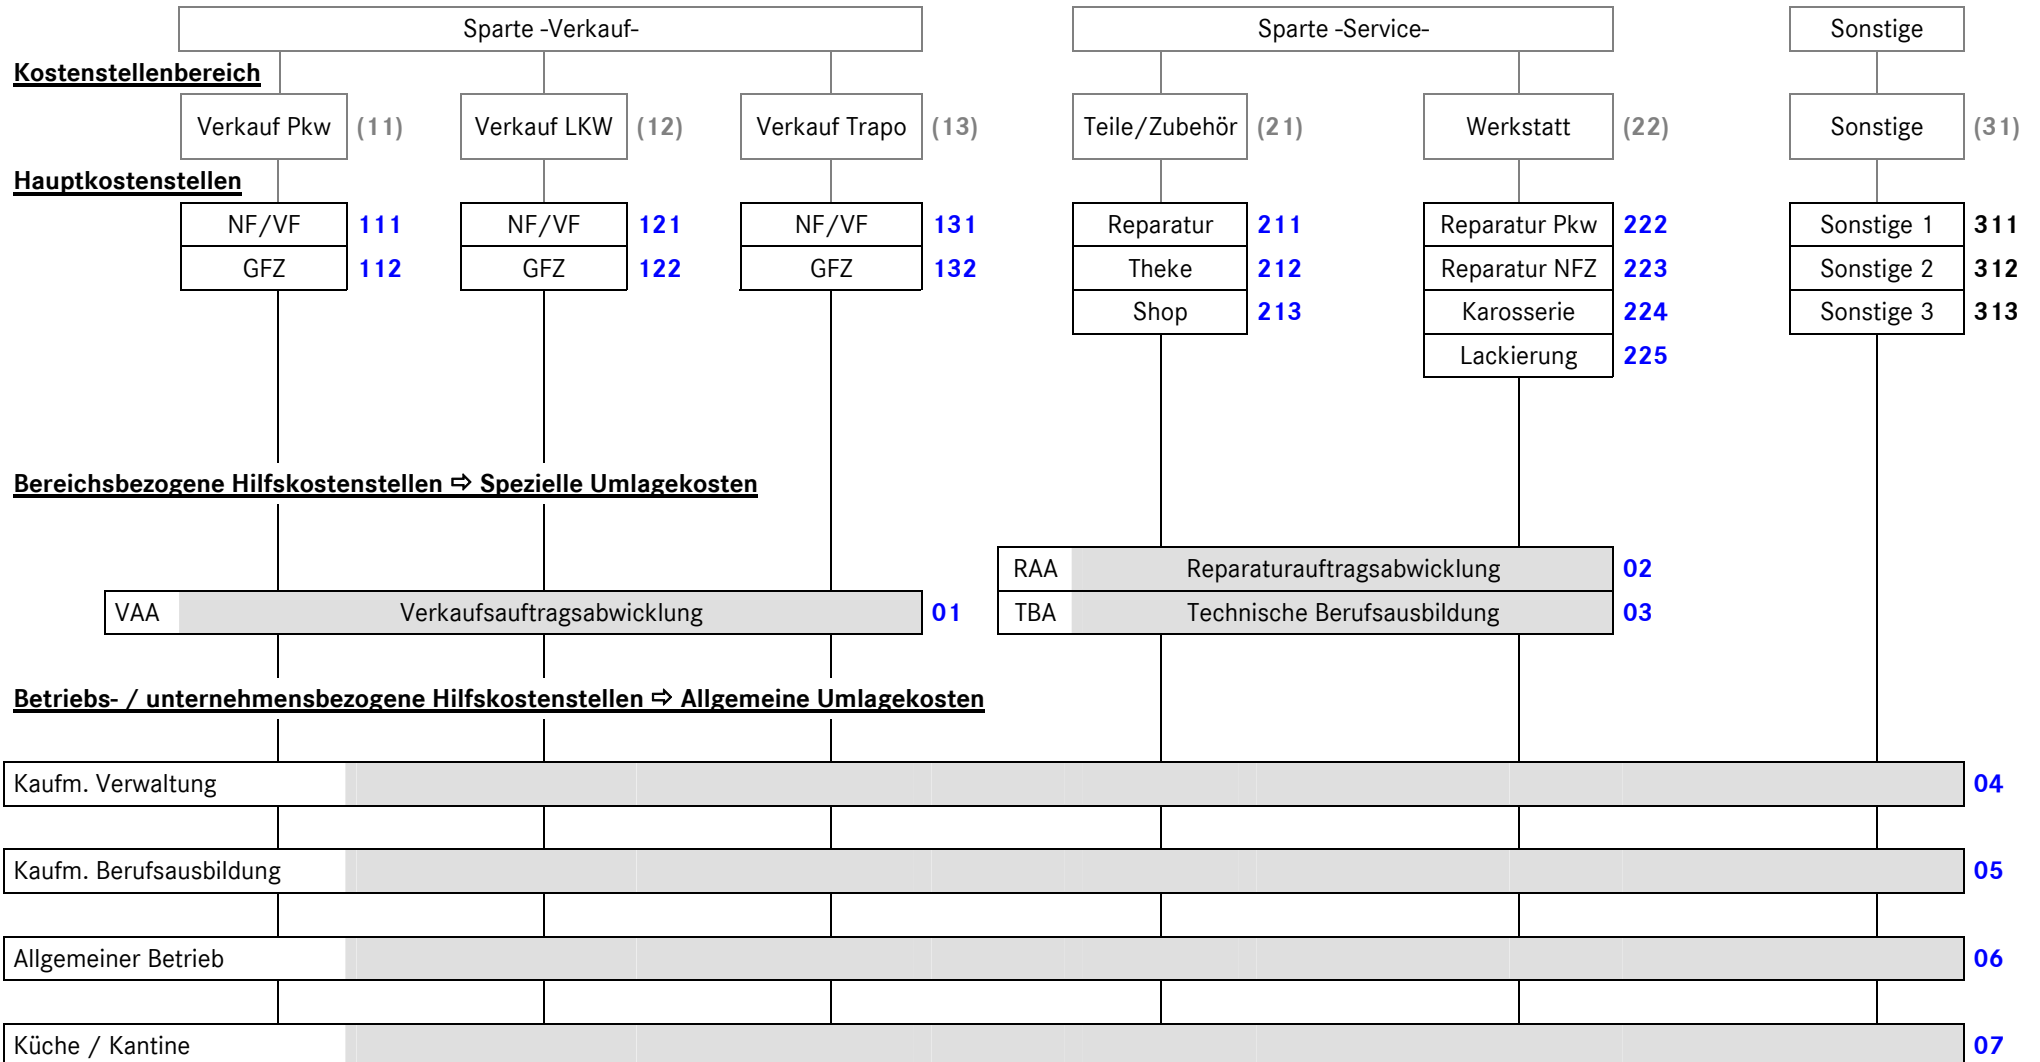 Sparte -Verkauf- Sparte -Service- Sonstige
Kostenstellenbereich
Verkauf Pkw (11) Verkauf LKW (12) Verkauf Trapo (13) Teile/Zubehör (21) Werkstatt (22) Sonstige (31)
Hauptkostenstellen
NF/VF 111 NF/VF 121 NF/VF 131 Reparatur 211 Reparatur Pkw 222 Sonstige 1 311
GFZ 112 GFZ 122 GFZ 132 Theke 212 Reparatur NFZ 223 Sonstige 2 312
Shop 213 Karosserie 224 Sonstige 3 313
Lackierung 225
Bereichsbezogene Hilfskostenstellen ⇨ Spezielle Umlagekosten
RAA Reparaturauftragsabwicklung 02
VAA Verkaufsauftragsabwicklung 01 TBA Technische Berufsausbildung 03
Betriebs- / unternehmensbezogene Hilfskostenstellen ⇨ Allgemeine Umlagekosten
Kaufm. Verwaltung 04
Kaufm. Berufsausbildung 05
Allgemeiner Betrieb 06
Küche / Kantine 07